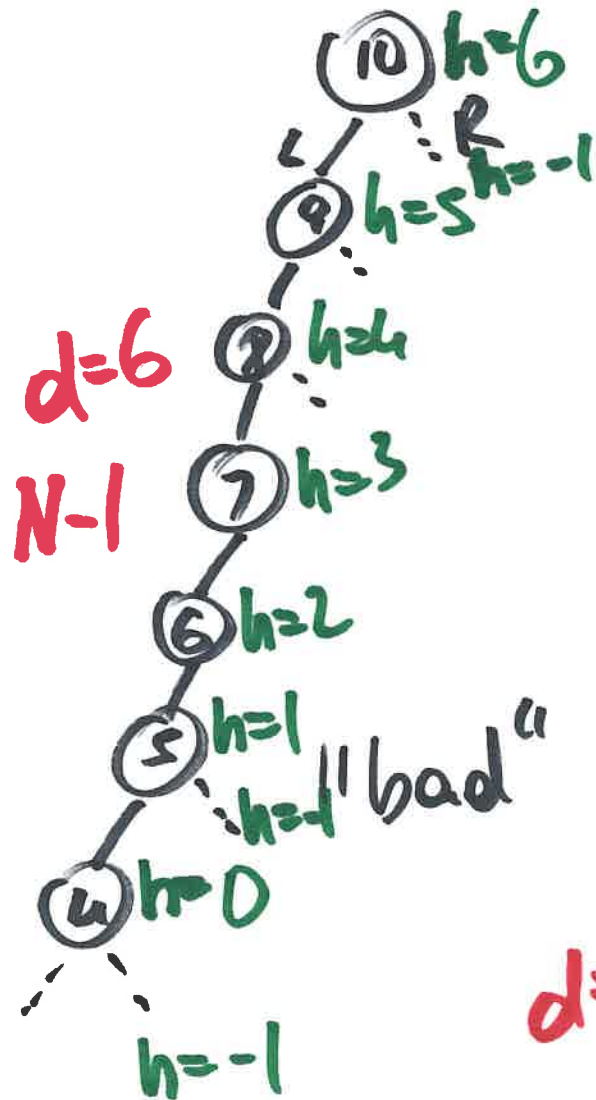 10 h=6
L R
h=-1
9 h=5
8 h=4
d=6
7 h=3
N-1
6 h=2
5 h=1
"bad"
h=-1
4 h=0
d=
h=-1